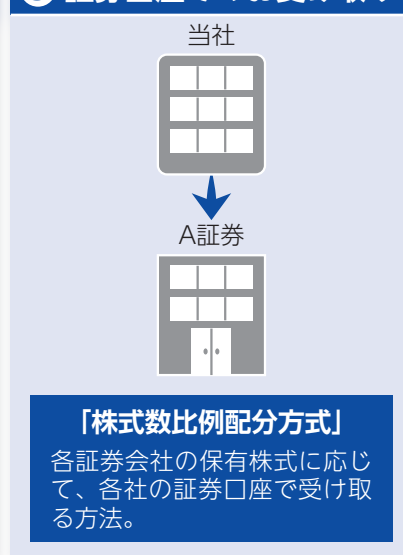 当社
A証券
「株式数比例配分方式」
各証券会社の保有株式に応じ
て、各社の証券口座で受け取
る方法。